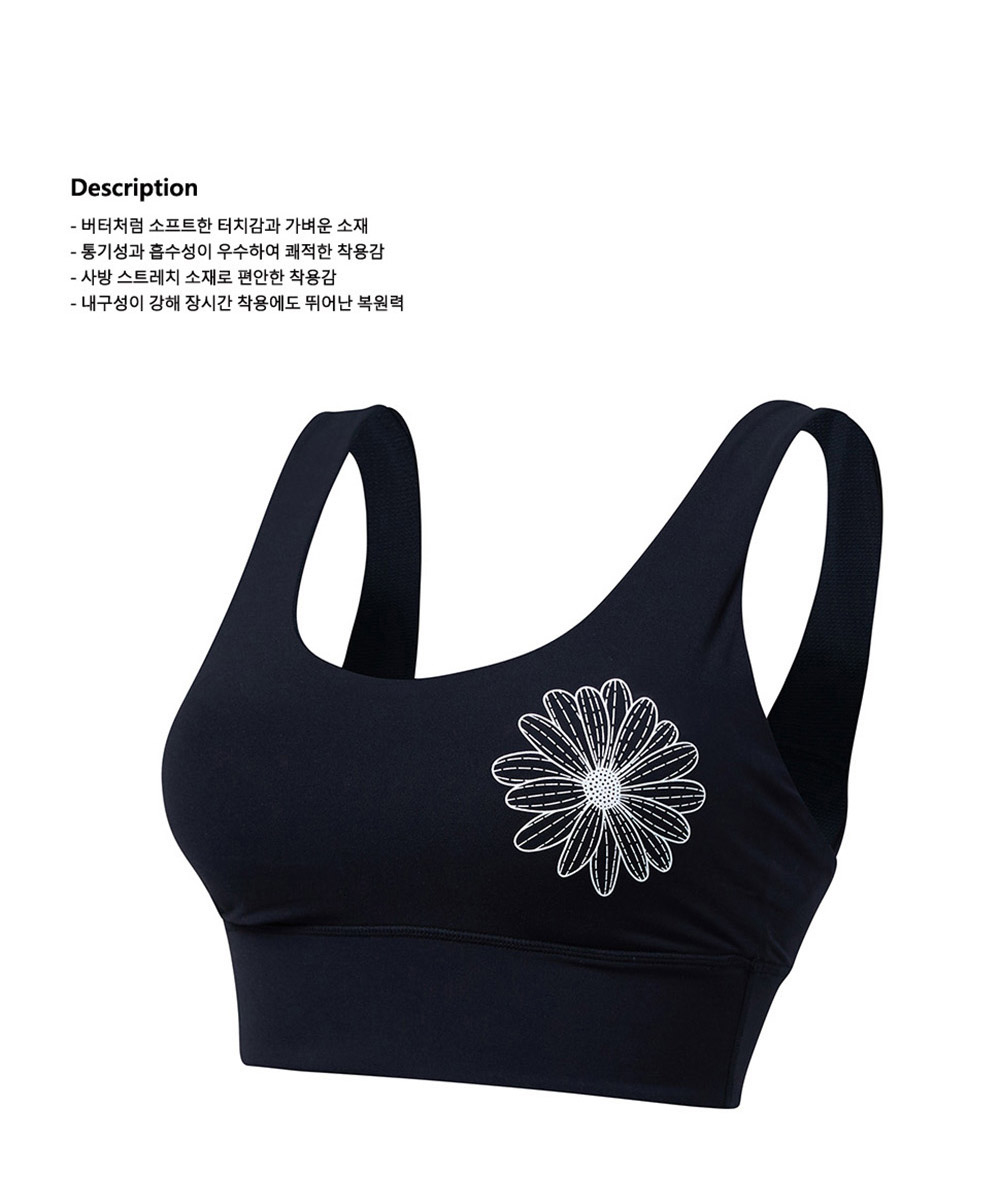 Description
- 버터처럼 소프트한 터치감과 가벼운 소재
- 통기성과 흡수성이 우수하여 쾌적한 착용감
- 사방 스트레치 소재로 편안한 착용감
- 내구성이 강해 장시간 착용에도 뛰어난 복원력